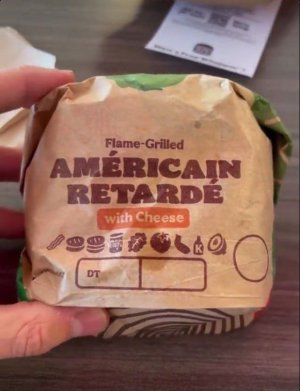 Flame-Grilled
AMÉRICAIN
RETARDÉ
with Cheese
K
DT